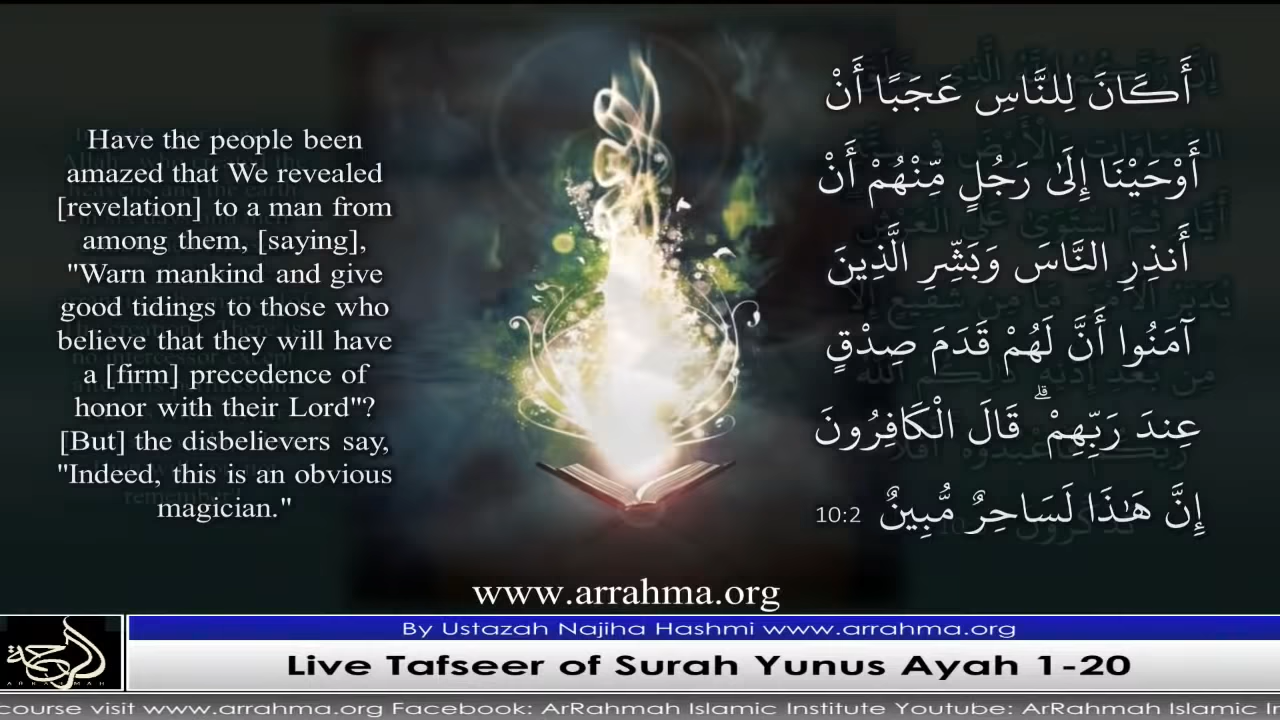 Have the people been
amazed that We revealed
[revelation] to a man from
among them, [saying],
"Warn mankind and give
good tidings to those who
believe that they will have
a [firm] precedence of
honor with their Lord"?
[But] the disbelievers say,
"Indeed, this is an obvious
magician."
أَكَانَ لِلنَّاسِ عَجَبًا أَنْ
أَوْحَيْنَا إِلَىٰ رَجُلٍ مِّنْهُمْ أَنْ
أَنذِرِ النَّاسَ وَبَشِّرِ الَّذِينَ
آمَنُوا أَنَّ لَهُمْ قَدَمَ صِدْقٍ
عِندَ رَبِّهِمْ ۗ قَالَ الْكَافِرُونَ
إِنَّ هَٰذَا لَسَاحِرٌ مُّبِينٌ 10:2
www.arrahma.org
الرحمة
ARRAHMAH
By Ustazah Najiha Hashmi www.arrahma.org
Live Tafseer of Surah Yunus Ayah 1-20
course visit www.arrahma.org Facebook: ArRahmah Islamic Institute Youtube: ArRahmah Islamic In